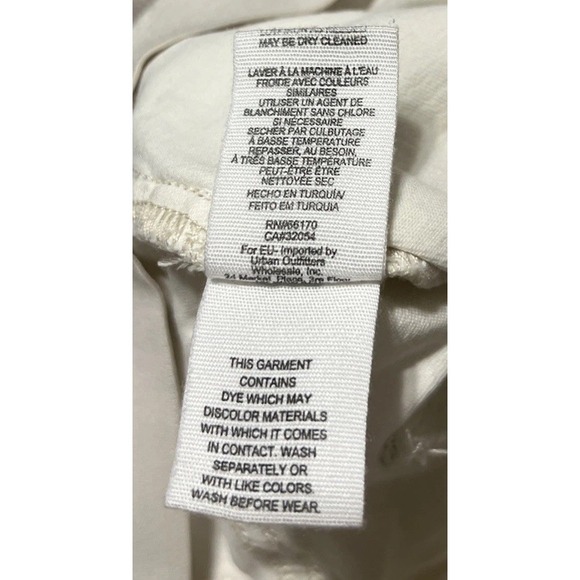 MAY BE DRY CLEANED
LAVER À LA MACHINE À L'EAU
FROIDE AVEC COULEURS
SIMILAIRES
UTILISER UN AGENT DE
BLANCHIMENT SANS CHLORE
SI NÉCESSAIRE
SECHER PAR CULBUTAGE
À BASSE TEMPÉRATURE
REPASSER, AU BESOIN,
À TRÈS BASSE TEMPÉRATURE
PEUT-ÊTRE ÊTRE
NETTOYÉE SEC
HECHO EN TURQUÍA/
FEITO EM TURQUIA
RN#66170
CA#32054
For EU- Imported by
Urban Outfitters
Wholesale, Inc.
THIS GARMENT
CONTAINS
DYE WHICH MAY
DISCOLOR MATERIALS
WITH WHICH IT COMES
IN CONTACT. WASH
SEPARATELY OR
WITH LIKE COLORS.
WASH BEFORE WEAR.